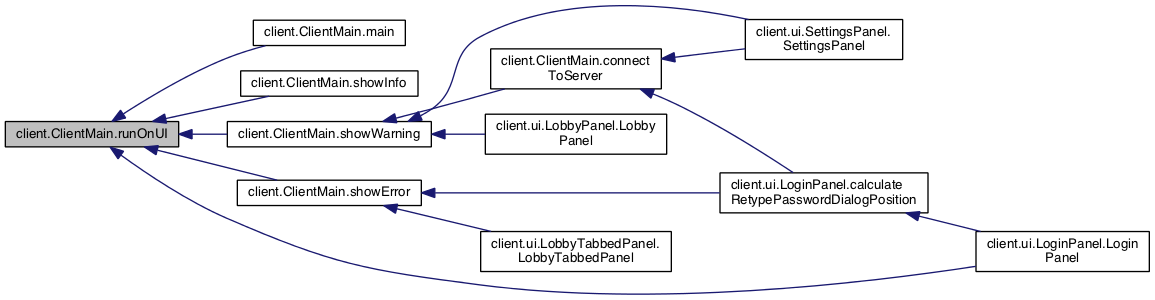 client.ClientMain.main
client.ui.SettingsPanel.
SettingsPanel
client.ClientMain.connect
ToServer
client.ClientMain.showInfo
client.ClientMain.runOnUI
client.ClientMain.showWarning
client.ui.LobbyPanel.Lobby
Panel
client.ClientMain.showError
client.ui.LoginPanel.calculate
RetypePasswordDialogPosition
client.ui.LobbyTabbedPanel.
LobbyTabbedPanel
client.ui.LoginPanel.Login
Panel